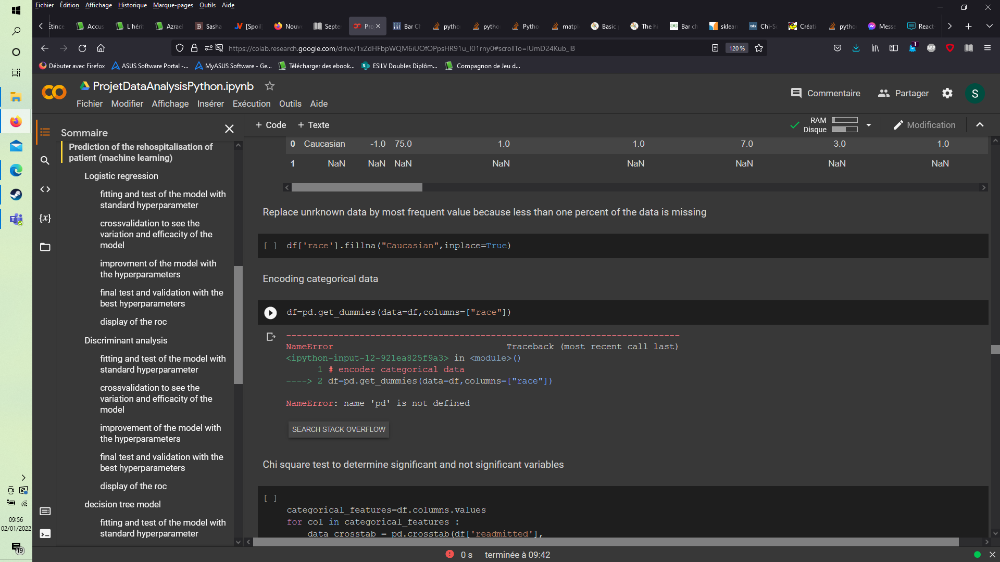 Fichier Édition Affichage Historique Marque-pages Outils Aide
Étince Accus L'héri Azrael Sasha [Spoil Nouv Septer Pro Bar Ch pytho pytho Pytho matpl Basic The hi Bar ch sklear Chi-Sc Créati pytho Messe React-
https://colab.research.google.com/drive/1xZdHFbpWQM6iUOfOPpsHR91u_I01rny0#scrollTo=IUmD24Kub_lB 120 % 1 ABP
Débuter avec Firefox ASUS Software Portal -... MyASUS Software - Ge... Télécharger des ebook... ESILV Doubles Diplôm... Compagnon de Jeu d...
ProjetDataAnalysisPython.ipynb
Fichier Modifier Affichage Insérer Exécution Outils Aide
Commentaire Partager S
Sommaire
Prediction of the rehospitalisation of
patient (machine learning)
Logistic regression
fitting and test of the model with
standard hyperparameter
crossvalidation to see the
variation and efficacity of the
model
improvment of the model with
the hyperparameters
final test and validation with the
best hyperparameters
display of the roc
Discriminant analysis
fitting and test of the model with
standard hyperparameter
crossvalidation to see the
variation and efficacity of the
model
improvement of the model with
the hyperparameters
final test and validation with the
best hyperparameters
display of the roc
decision tree model
fitting and test of the model with
standard hyperparameter
+ Code + Texte
RAM
Disque
Modification
0 Caucasian -1.0 75.0 1.0 1.0 7.0 3.0 1.0
1 NaN NaN NaN NaN NaN NaN NaN NaN
Replace unrknown data by most frequent value because less than one percent of the data is missing
[ ] df['race'].fillna("Caucasian",inplace=True)
Encoding categorical data
df=pd.get_dummies(data=df,columns=["race"])
---------------------------------------------------------------------------
NameError Traceback (most recent call last)
<ipython-input-12-921ea825f9a3> in <module>()
1 # encoder categorical data
----> 2 df=pd.get_dummies(data=df,columns=["race"])
NameError: name 'pd' is not defined
SEARCH STACK OVERFLOW
Chi square test to determine significant and not significant variables
[ ]
categorical_features=df.columns.values
for col in categorical_features :
data_crosstab = pd.crosstab(df['readmitted'],
0 s terminée à 09:42
09:56
02/01/2022
19